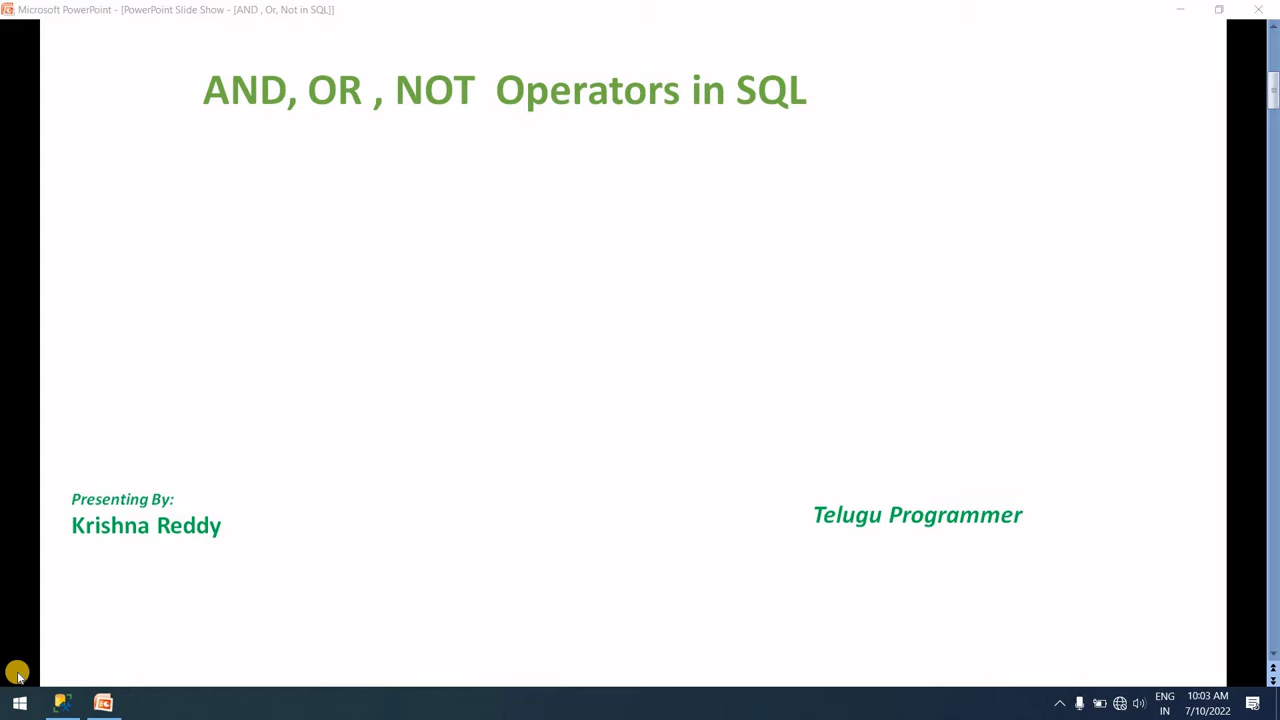 Microsoft PowerPoint - [PowerPoint Slide Show - [AND , Or, Not in SQL]]
AND, OR , NOT  Operators in SQL
Presenting By:
Krishna Reddy
Telugu Programmer
ENG
IN
10:03 AM
7/10/2022